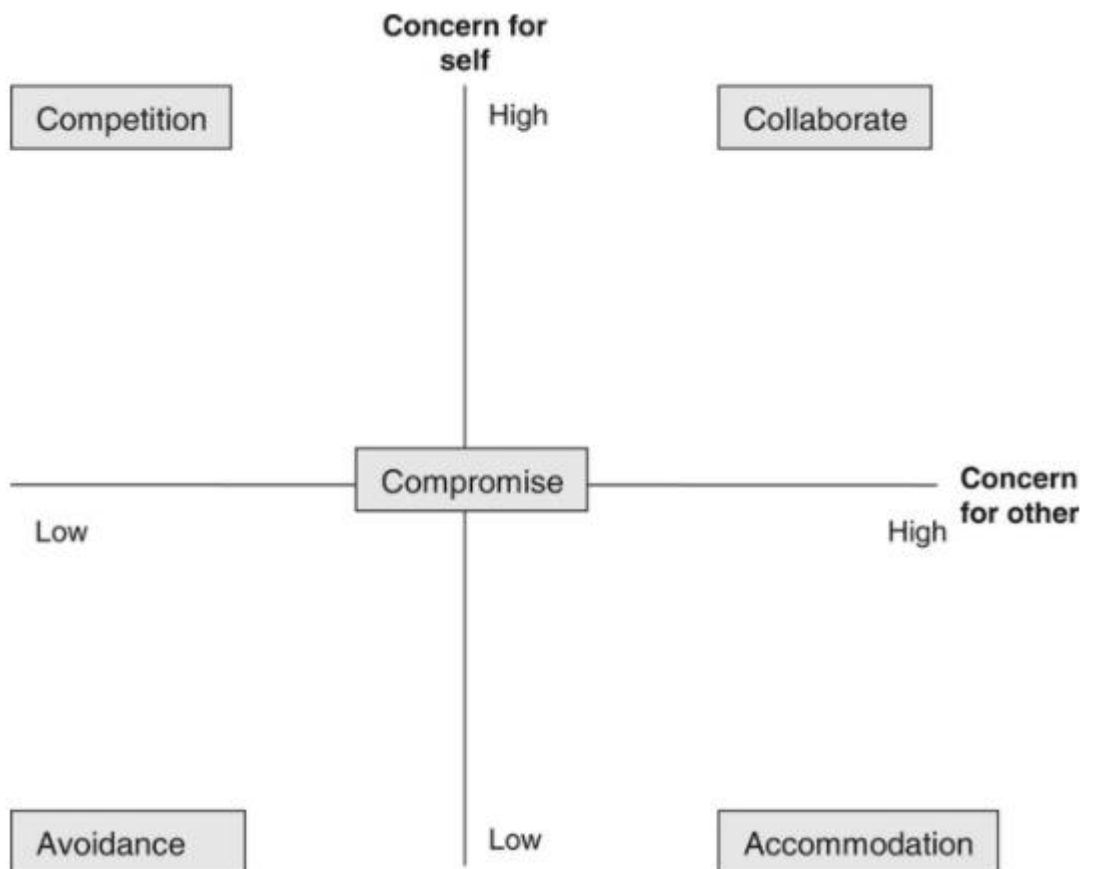 Concern for
self
Competition
High
Collaborate
Compromise
Concern
for other
Low
High
Avoidance
Low
Accommodation